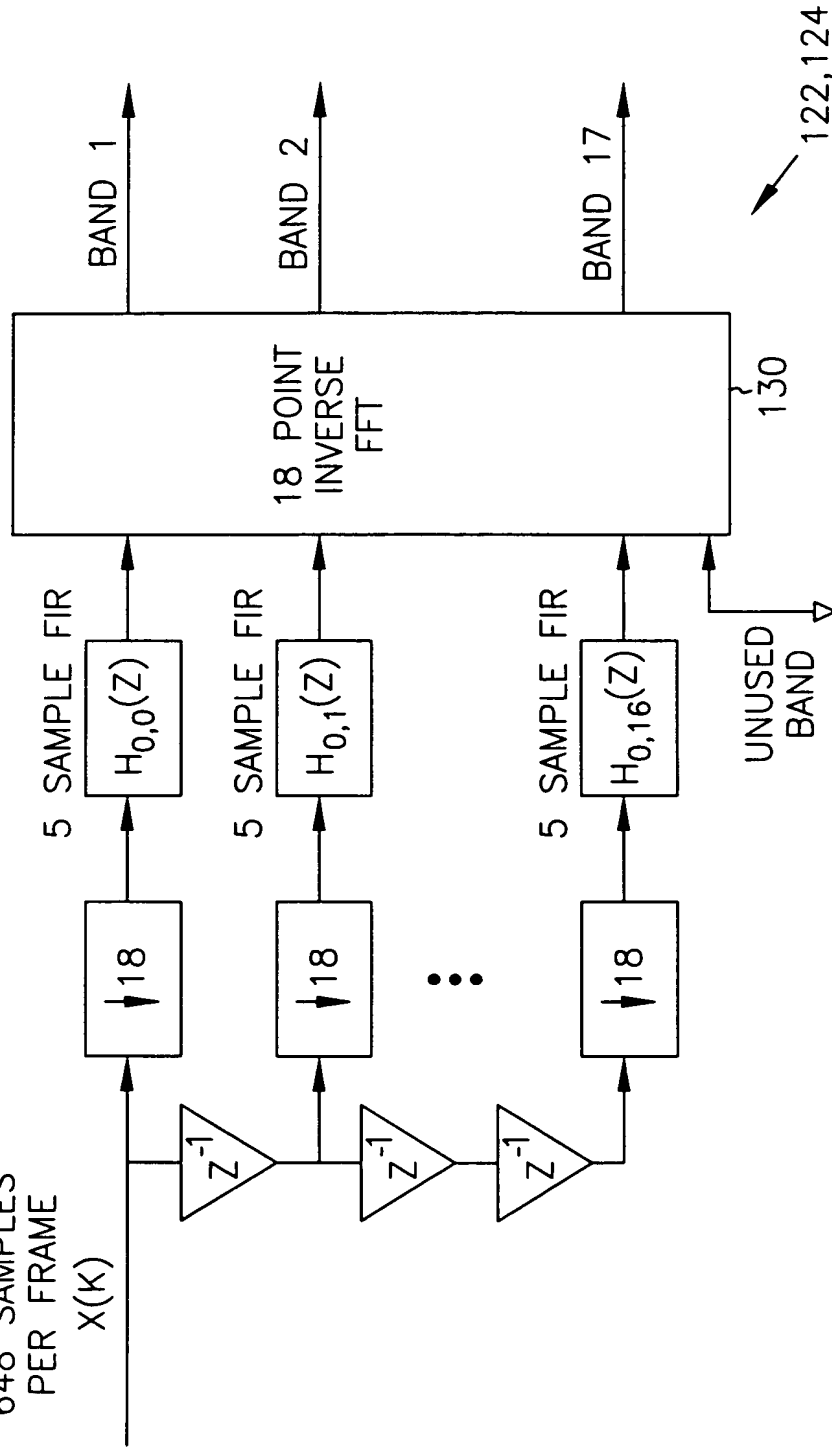 PER FRAME
X(K)
z-1
z-1
z-1
↓18
↓18
↓18
5 SAMPLE FIR
H0,0(Z)
5 SAMPLE FIR
H0,1(Z)
5 SAMPLE FIR
H0,16(Z)
UNUSED
BAND
18 POINT
INVERSE
FFT
130
BAND 1
BAND 2
BAND 17
122,124